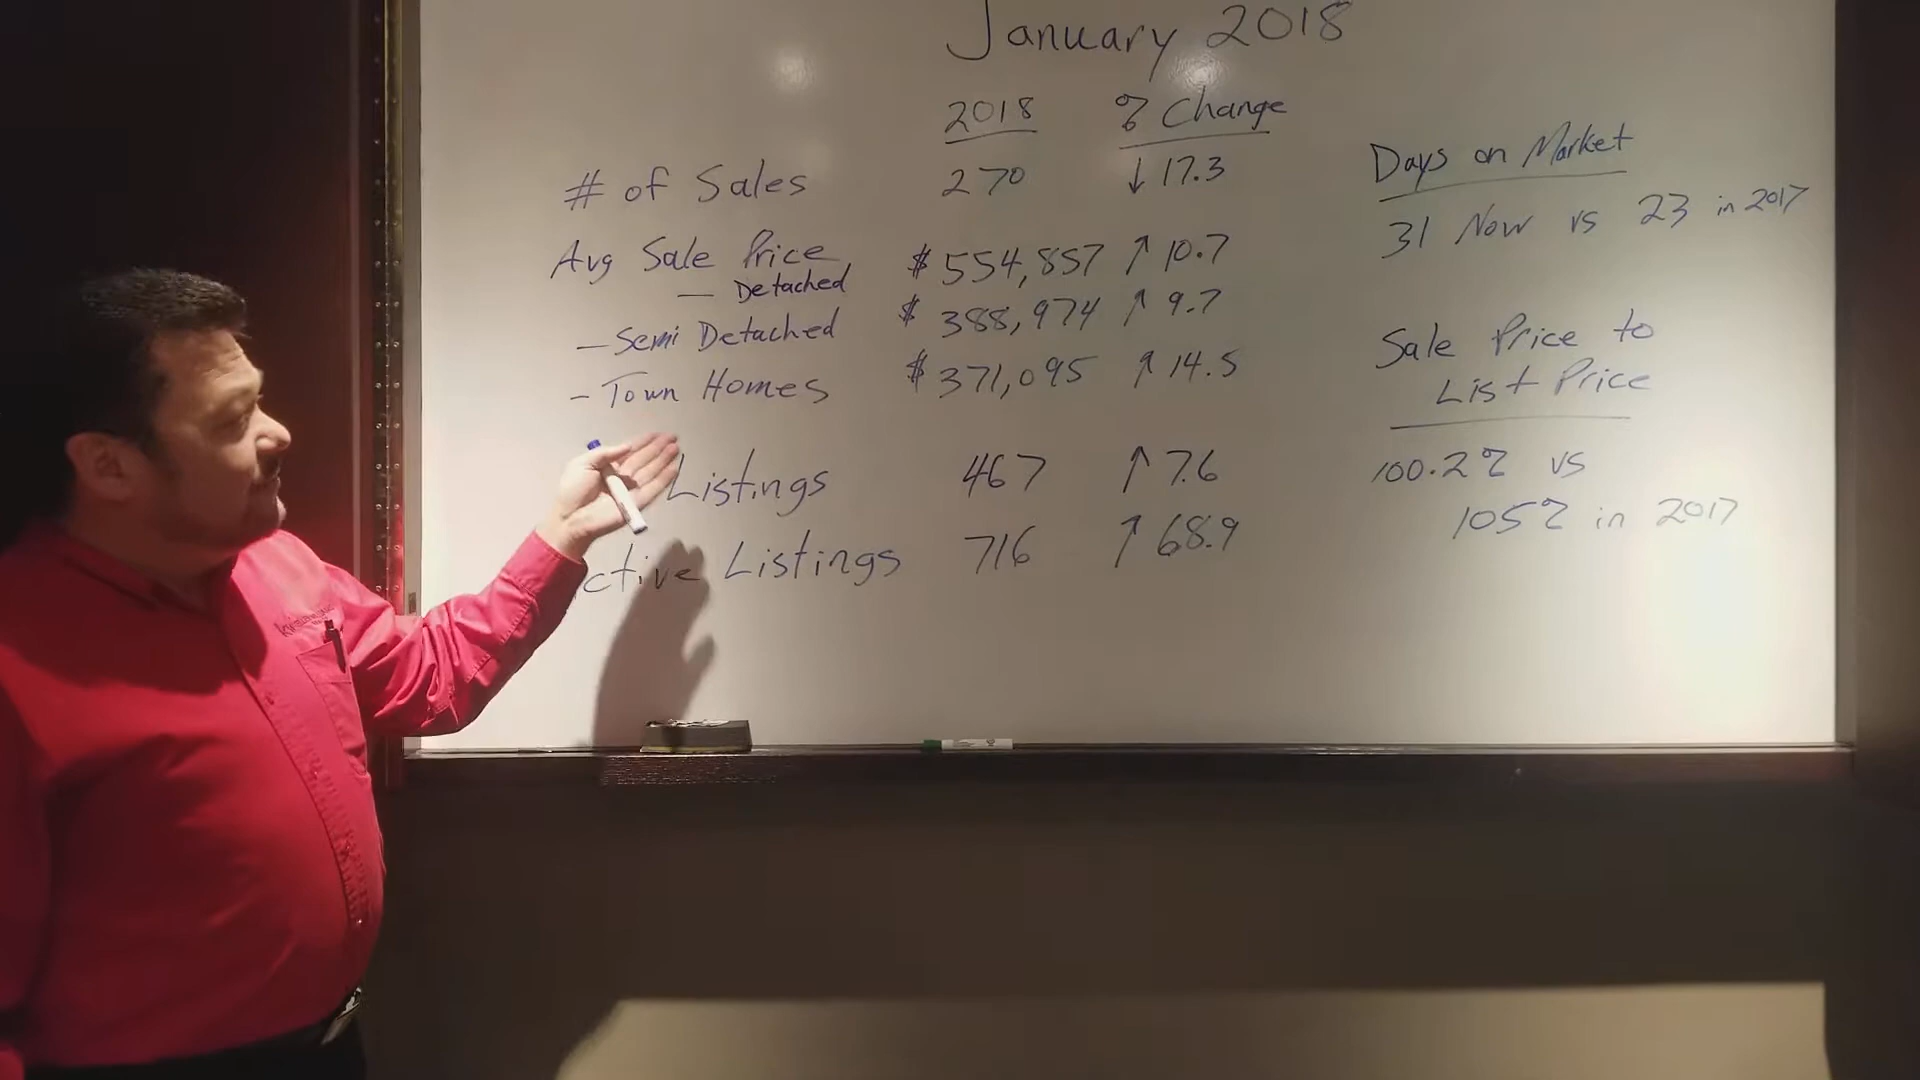 January 2018
2018 % Change
# of Sales 270 ↓ 17.3
Avg Sale Price
— Detached $ 554,857 ↑ 10.7
— Semi Detached $ 388,974 ↑ 9.7
- Town Homes $ 371,095 ↑ 14.5
Listings 467 ↑ 7.6
ctive Listings 716 ↑ 68.9
Days on Market
31 Now vs 23 in 2017
Sale Price to
List Price
100.2% vs
105% in 2017